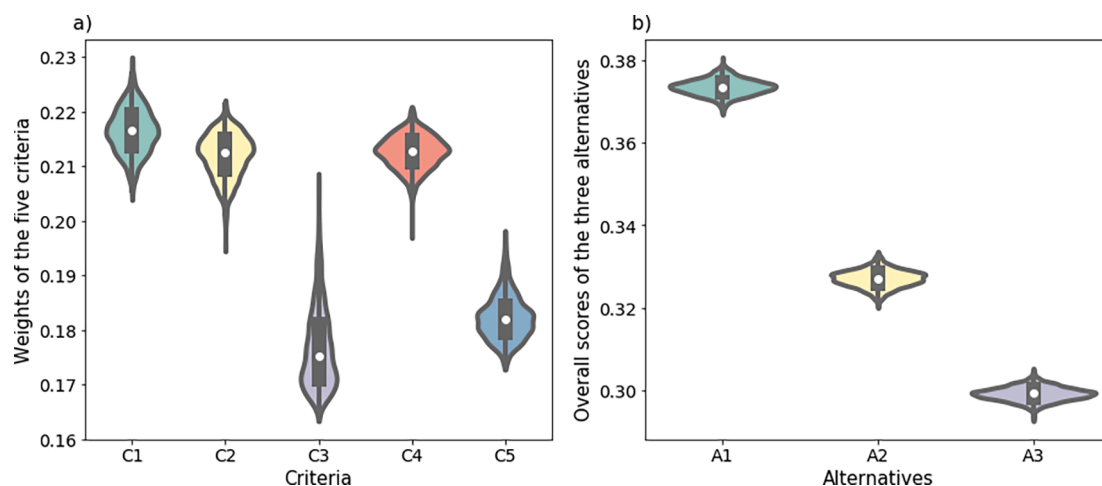 a)
Weights of the five criteria
0.23
0.22
0.21
0.20
0.19
0.18
0.17
0.16
C1 C2 C3 C4 C5
Criteria
b)
Overall scores of the three alternatives
0.38
0.36
0.34
0.32
0.30
A1 A2 A3
Alternatives